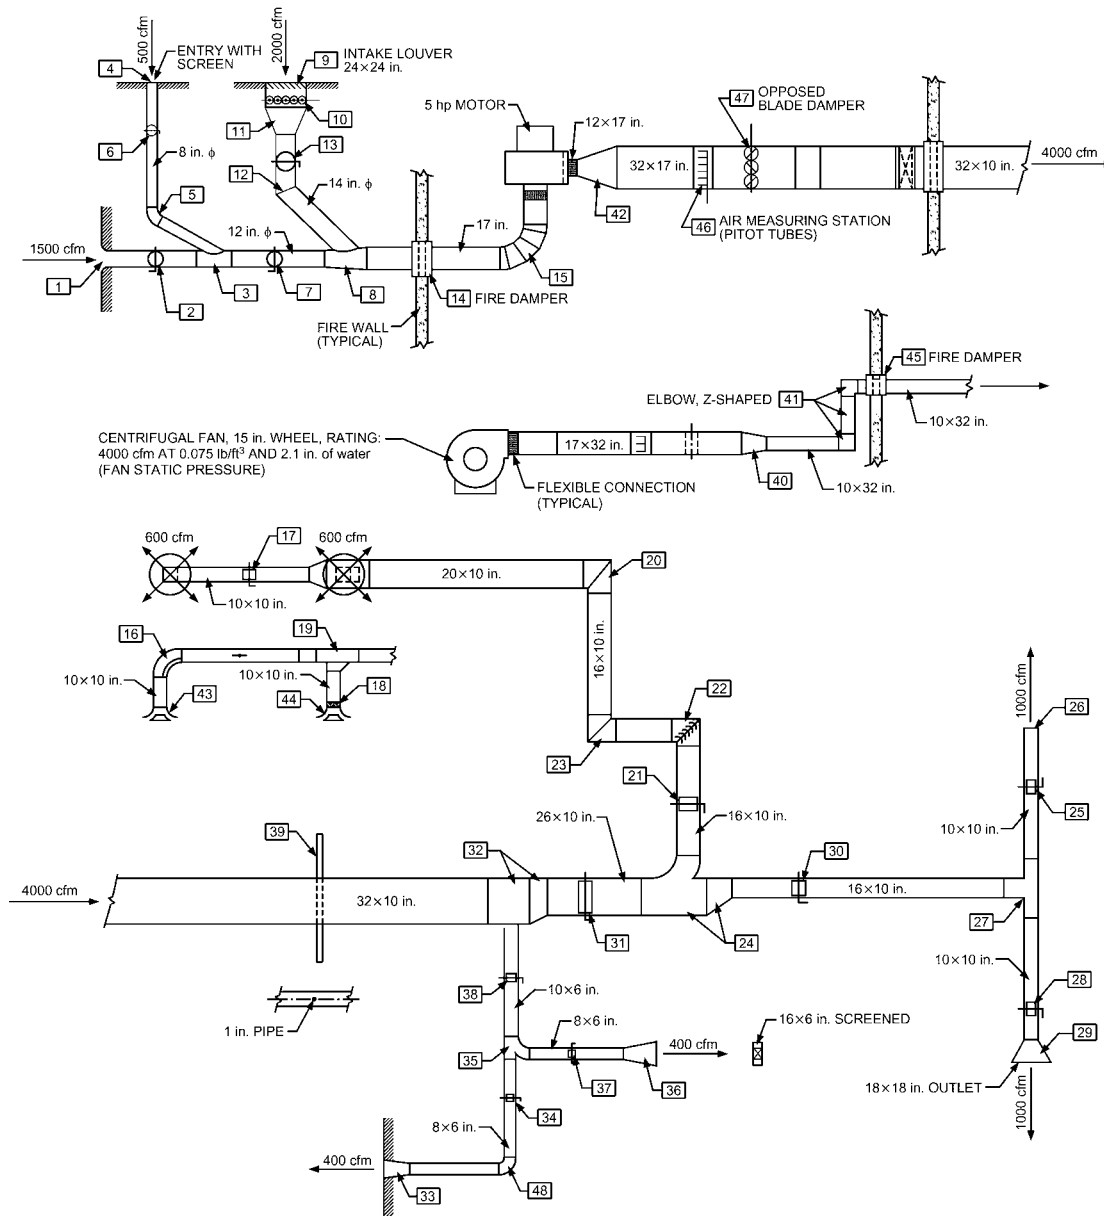 500 cfm
4
ENTRY WITH
SCREEN
2000 cfm
9
INTAKE LOUVER
24×24 in.
10
11
6
8 in. ϕ
13
12
14 in. ϕ
5
12 in. ϕ
1500 cfm
1
2
3
7
8
17 in.
15
14
FIRE DAMPER
FIRE WALL
(TYPICAL)
5 hp MOTOR
12×17 in.
42
32×17 in.
47
OPPOSED
BLADE DAMPER
46
AIR MEASURING STATION
(PITOT TUBES)
32×10 in.
4000 cfm
CENTRIFUGAL FAN, 15 in. WHEEL, RATING:
4000 cfm AT 0.075 lb/ft³ AND 2.1 in. of water
(FAN STATIC PRESSURE)
17×32 in.
FLEXIBLE CONNECTION
(TYPICAL)
40
10×32 in.
ELBOW, Z-SHAPED
41
45
FIRE DAMPER
10×32 in.
600 cfm
17
600 cfm
10×10 in.
20×10 in.
20
16
19
10×10 in.
43
10×10 in.
44
18
16×10 in.
22
23
21
16×10 in.
26×10 in.
39
4000 cfm
32×10 in.
32
31
24
30
16×10 in.
1000 cfm
26
25
10×10 in.
27
10×10 in.
28
29
18×18 in. OUTLET
1000 cfm
1 in. PIPE
38
10×6 in.
8×6 in.
35
37
36
400 cfm
16×6 in. SCREENED
34
8×6 in.
400 cfm
33
48